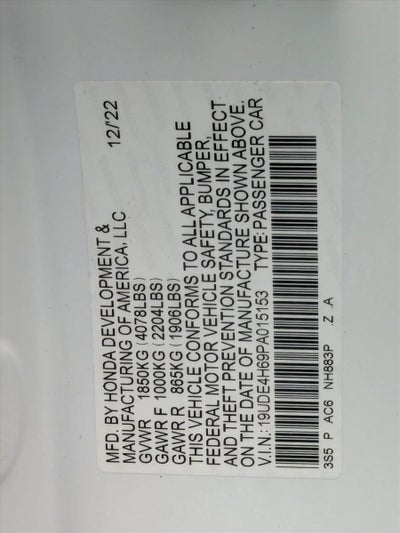 MFD. BY HONDA DEVELOPMENT & 12/'22
MANUFACTURING OF AMERICA, LLC
GVWR 1850KG (4078LBS)
GAWR F 1000KG (2204LBS)
GAWR R 865KG (1906LBS)
THIS VEHICLE CONFORMS TO ALL APPLICABLE
FEDERAL MOTOR VEHICLE SAFETY, BUMPER,
AND THEFT PREVENTION STANDARDS IN EFFECT
ON THE DATE OF MANUFACTURE SHOWN ABOVE.
V.I.N.: 19UDE4H69PA015153 TYPE: PASSENGER CAR
3S5 P AC6 NH883P .Z .A